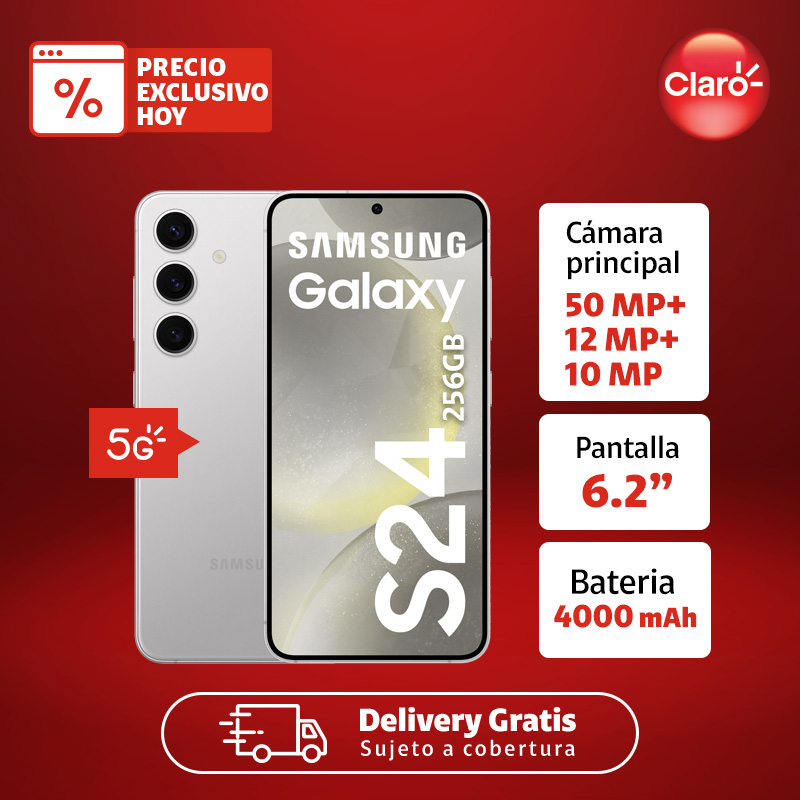 %
PRECIO
EXCLUSIVO
HOY
Claro
SAMSUNG
Galaxy
S24 256GB
5G
SAMSU
Cámara
principal
50 MP+
12 MP+
10 MP
Pantalla
6.2”
Bateria
4000 mAh
Delivery Gratis
Sujeto a cobertura